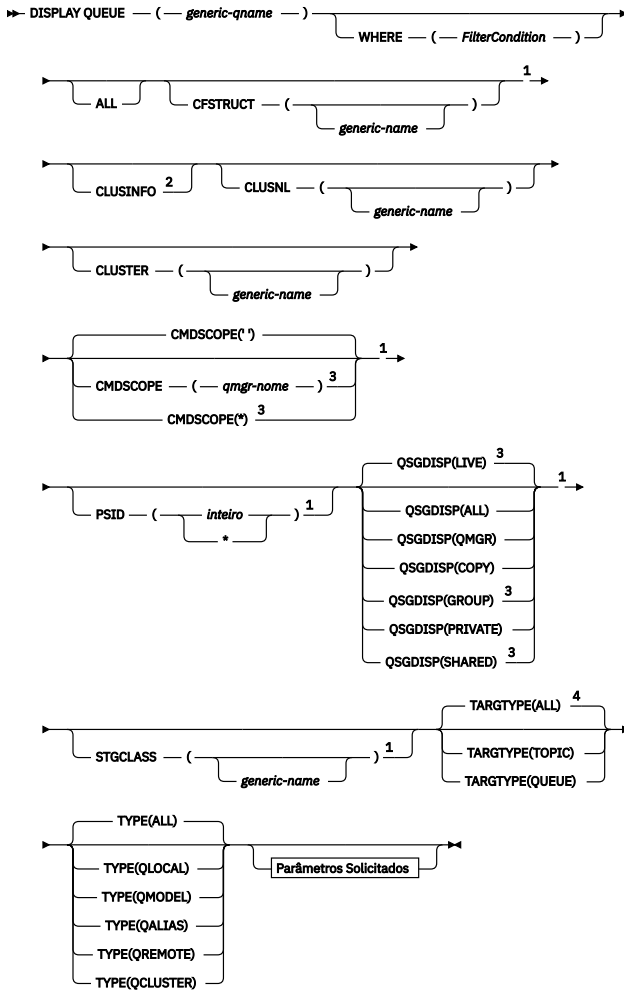 DISPLAY QUEUE ( generic-qname )
WHERE ( FilterCondition )
1
ALL CFSTRUCT ( )
generic-name
CLUSINFO 2 CLUSNL ( )
generic-name
CLUSTER ( )
generic-name
CMDSCOPE(' ')
1
CMDSCOPE ( qmgr-nome ) 3
CMDSCOPE(*) 3
QSGDISP(LIVE) 3
1
PSID ( inteiro ) 1 QSGDISP(ALL)
* QSGDISP(QMGR)
QSGDISP(COPY)
QSGDISP(GROUP) 3
QSGDISP(PRIVATE)
QSGDISP(SHARED) 3
TARGTYPE(ALL) 4
STGCLASS ( ) 1 TARGTYPE(TOPIC)
generic-name TARGTYPE(QUEUE)
TYPE(ALL)
TYPE(QLOCAL) Parâmetros Solicitados
TYPE(QMODEL)
TYPE(QALIAS)
TYPE(QREMOTE)
TYPE(QCLUSTER)